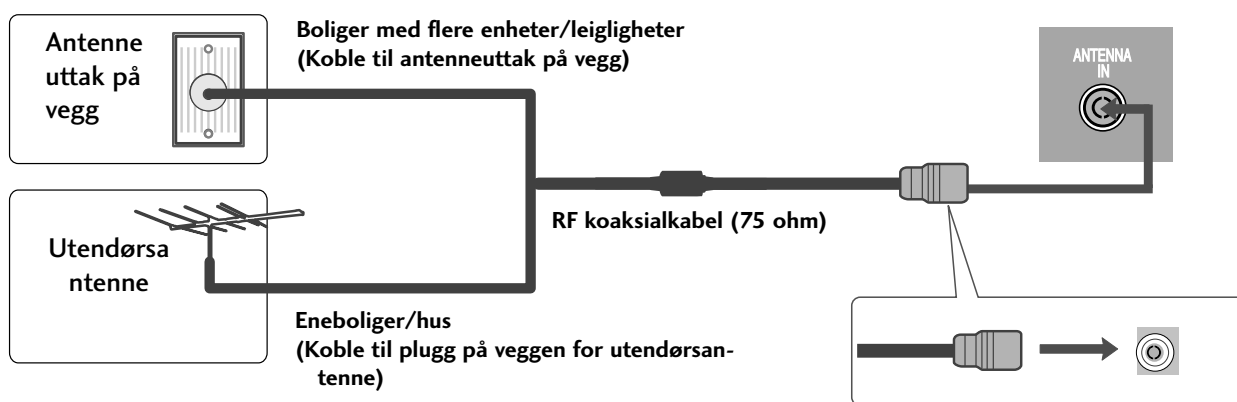 Antenne
uttak på
vegg
Boliger med flere enheter/leigligheter
(Koble til antenneuttak på vegg)
ANTENNA
IN
RF koaksialkabel (75 ohm)
Utendørsa
ntenne
Eneboliger/hus
(Koble til plugg på veggen for utendørsan-
tenne)